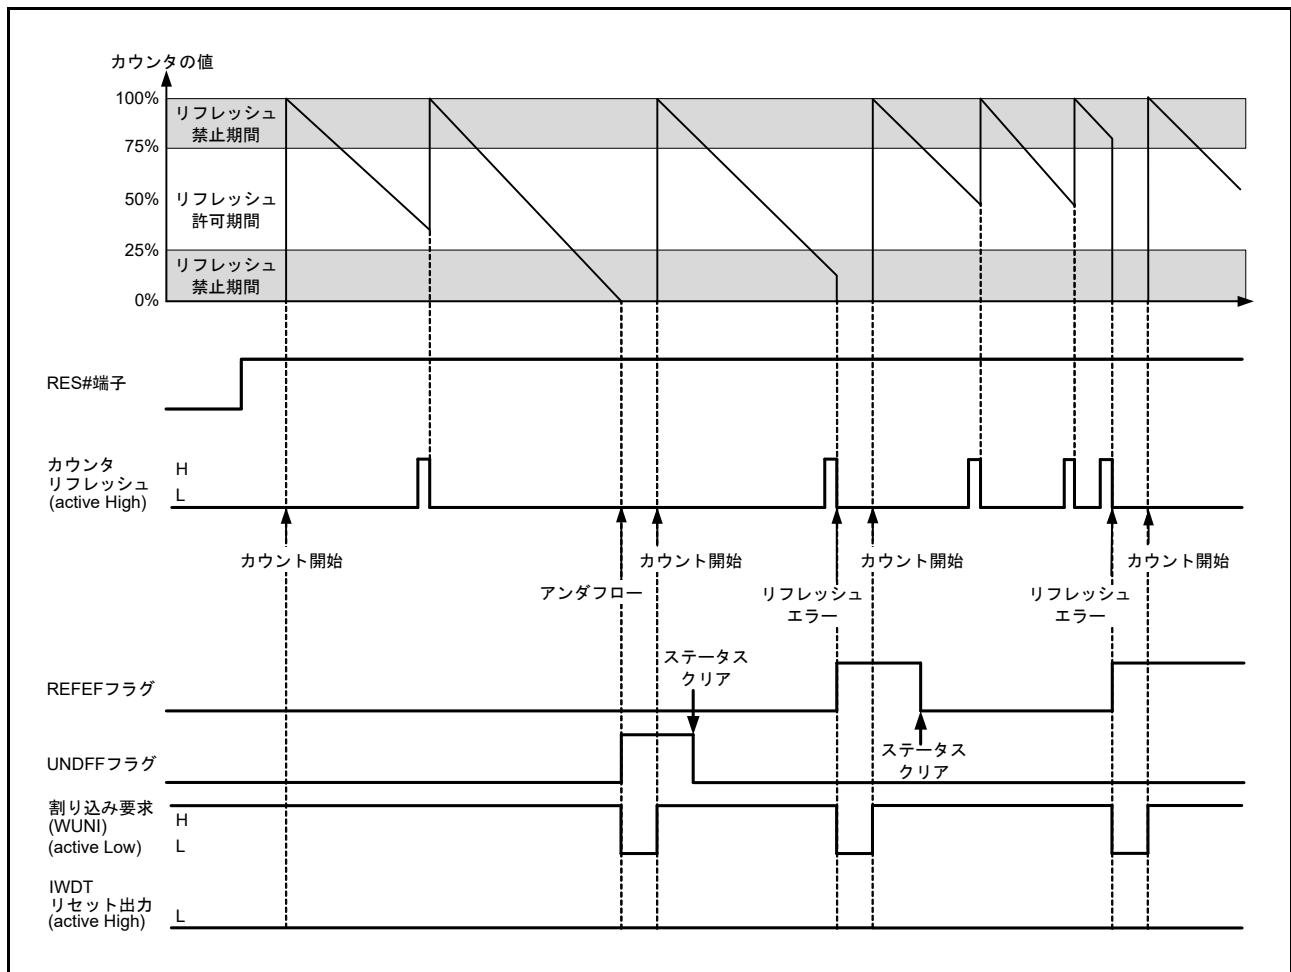 カウンタの値
100%
リフレッシュ
禁止期間
75%
50%
リフレッシュ
許可期間
25%
リフレッシュ
禁止期間
0%
RES#端子
カウンタ
リフレッシュ
(active High)
H
L
カウント開始
カウント開始
カウント開始
カウント開始
アンダフロー
リフレッシュ
エラー
リフレッシュ
エラー
ステータス
クリア
REFEFフラグ
ステータス
クリア
UNDFFフラグ
割り込み要求
(WUNI)
(active Low)
H
L
IWDT
リセット出力
(active High)
L